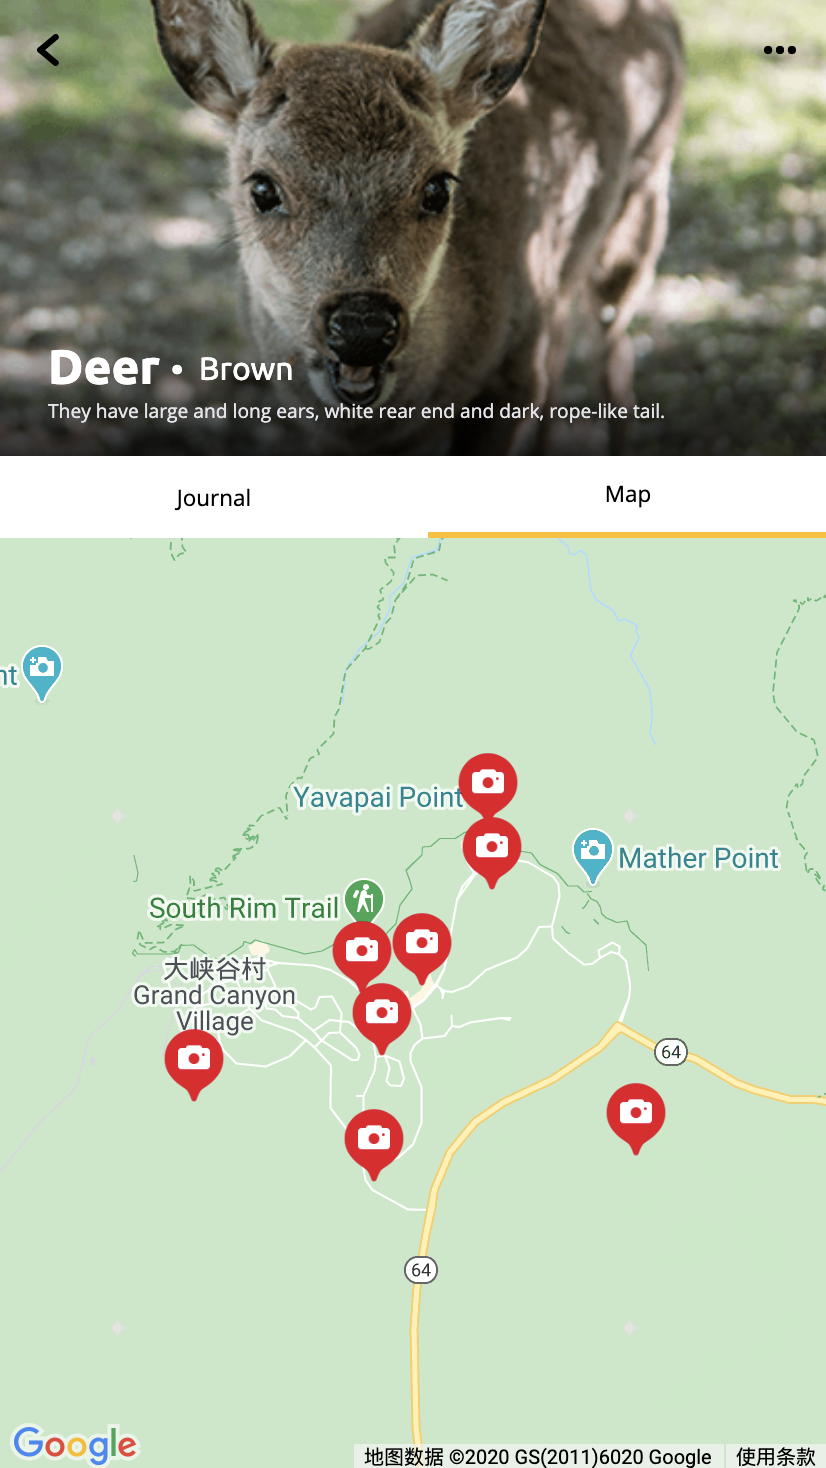 Deer • Brown
They have large and long ears, white rear end and dark, rope-like tail.
Journal
Map
nt
Yavapai Point
Mather Point
South Rim Trail
大峡谷村
Grand Canyon
Village
64
64
Google
地图数据 ©2020 GS(2011)6020 Google
使用条款